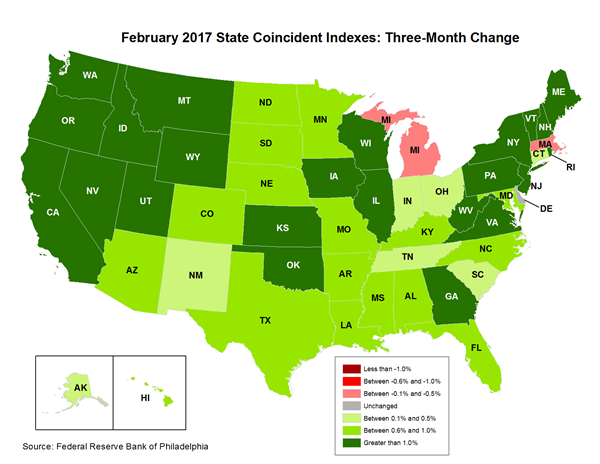 February 2017 State Coincident Indexes: Three-Month Change
WA
MT
ND
MN
MI
ME
VT
NH
OR
ID
SD
WI
MI
NY
MA
CT
RI
WY
IA
NE
PA
NJ
NV
UT
IL
IN
OH
MD
DE
CA
CO
KS
MO
WV
VA
KY
NC
AZ
NM
OK
AR
TN
SC
MS
AL
GA
TX
LA
FL
AK
HI
Less than -1.0%
Between -0.6% and -1.0%
Between -0.1% and -0.5%
Unchanged
Between 0.1% and 0.5%
Between 0.6% and 1.0%
Greater than 1.0%
Source: Federal Reserve Bank of Philadelphia